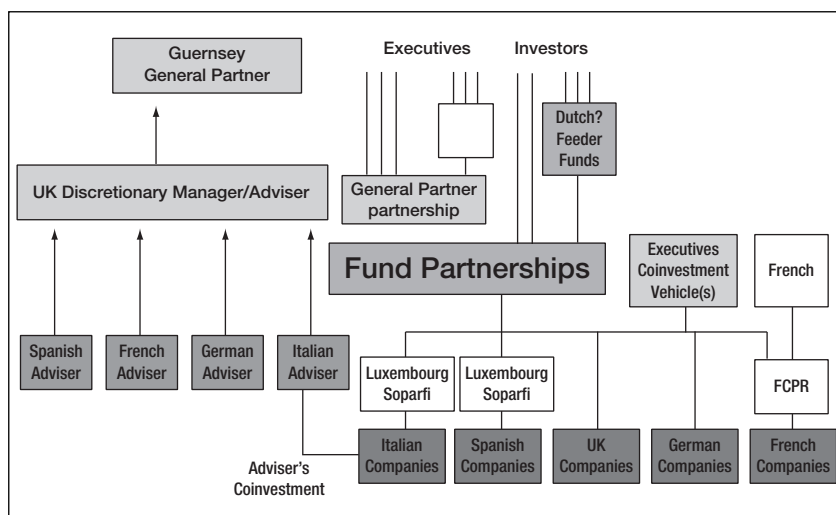 Guernsey
General Partner
Executives
Investors
Dutch?
Feeder
Funds
UK Discretionary Manager/Adviser
General Partner
partnership
Fund Partnerships
Executives
Coinvestment
Vehicle(s)
French
Spanish
Adviser
French
Adviser
German
Adviser
Italian
Adviser
Luxembourg
Soparfi
Luxembourg
Soparfi
FCPR
Adviser's
Coinvestment
Italian
Companies
Spanish
Companies
UK
Companies
German
Companies
French
Companies